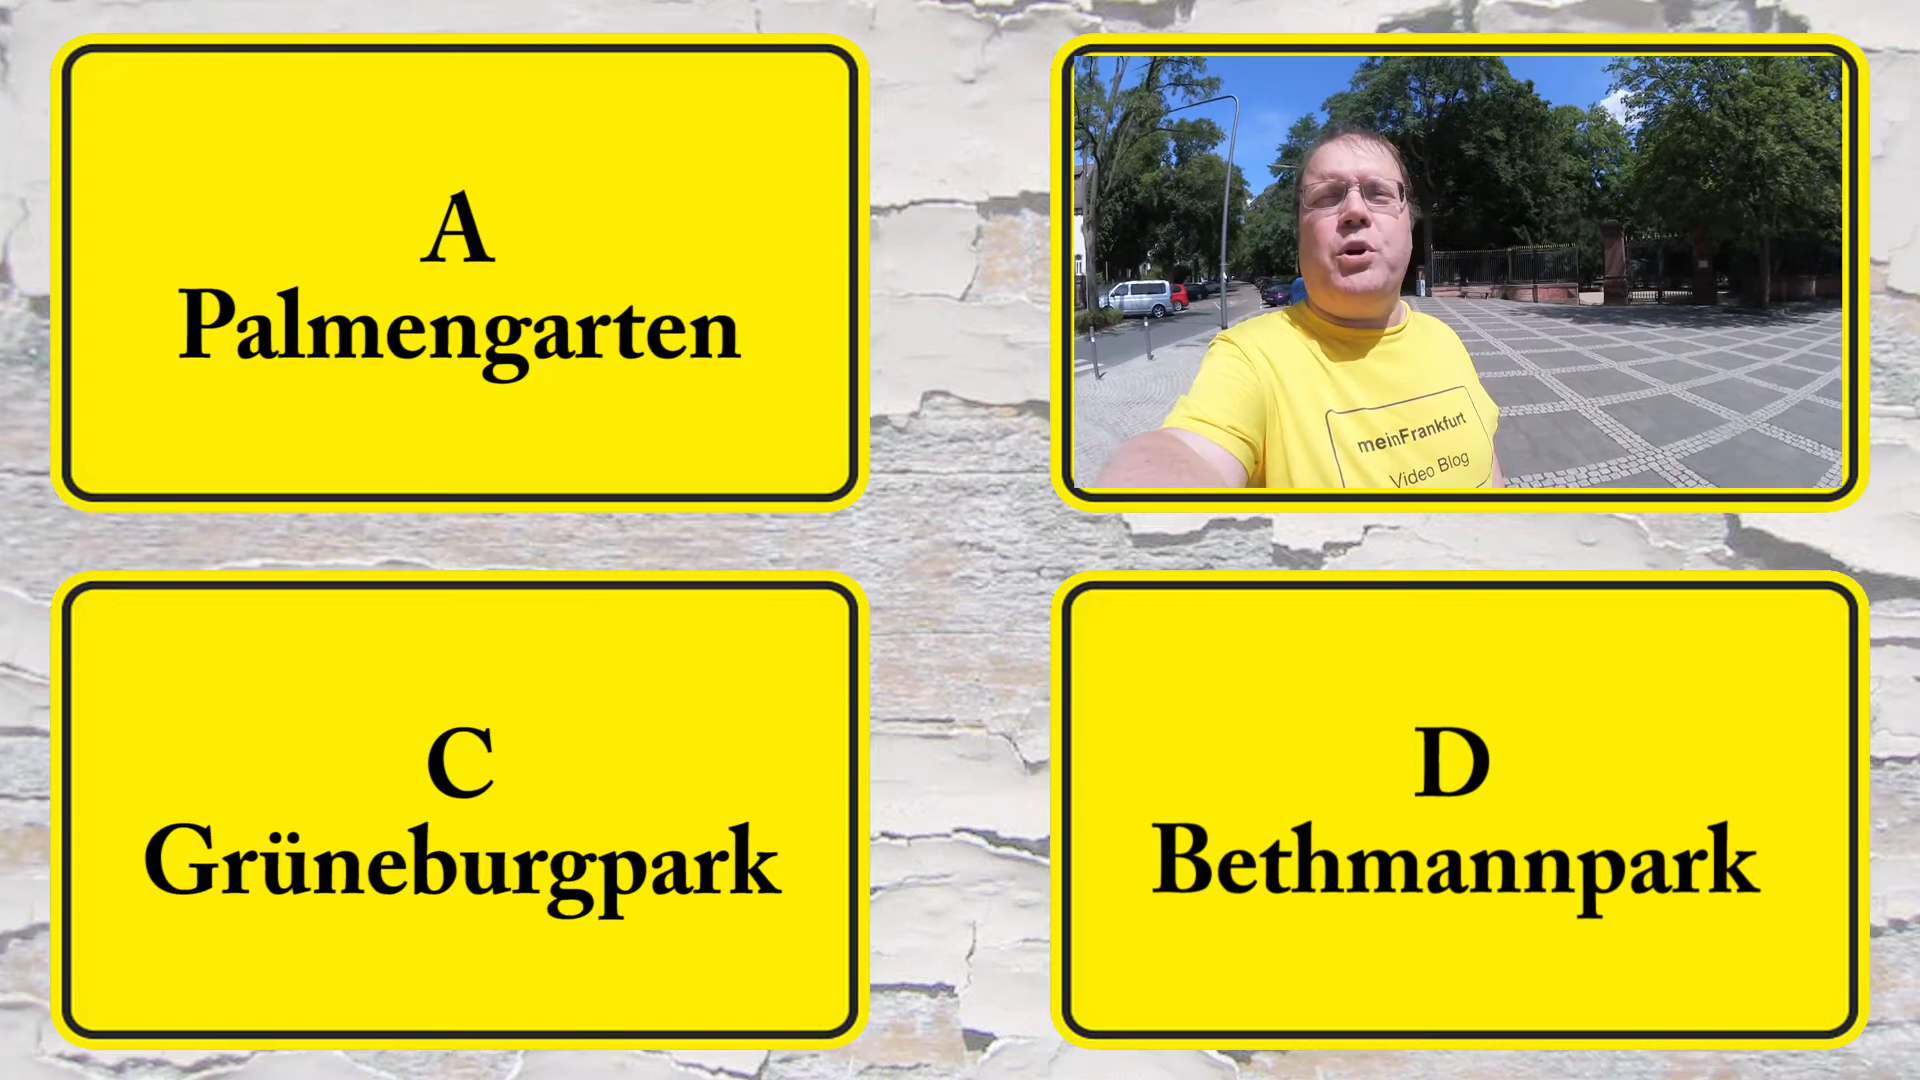 A
Palmengarten
meinFrankfurt
Video Blog
C
Grüneburgpark
D
Bethmannpark